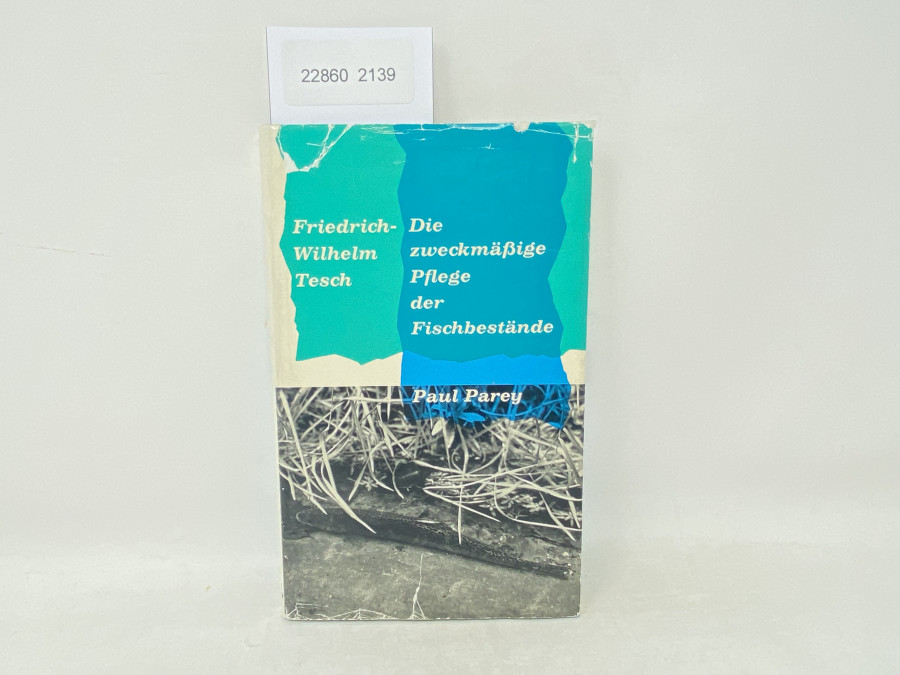 22860 2139
Friedrich-
Wilhelm
Tesch
Die
zweckmäßige
Pflege
der
Fischbestände
Paul Parey